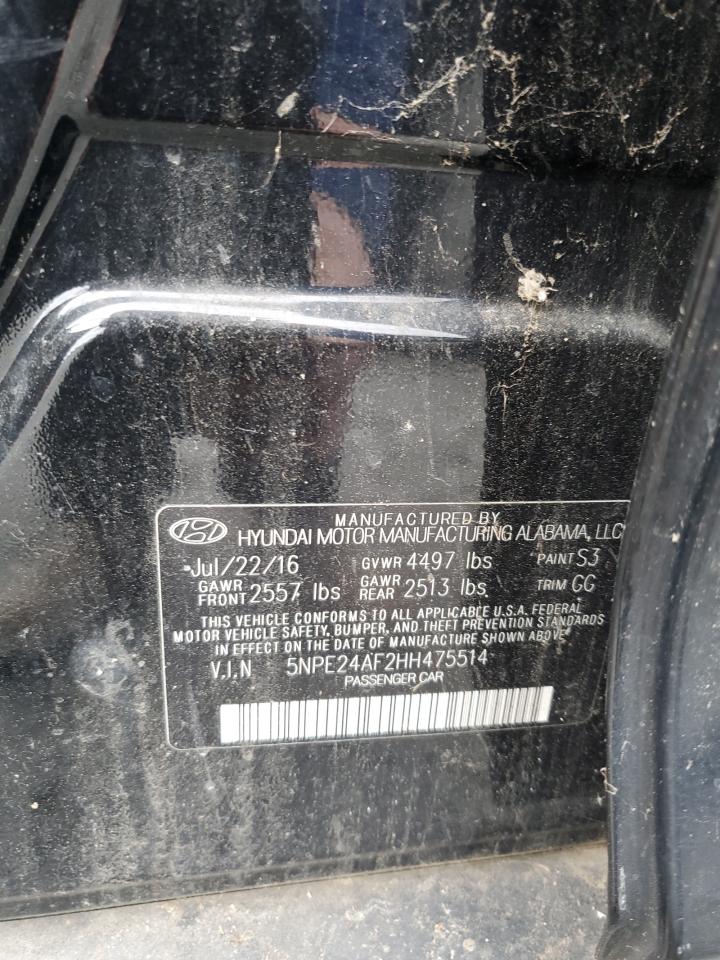 MANUFACTURED BY
HYUNDAI MOTOR MANUFACTURING ALABAMA, LLC
Jul/22/16 GVWR 4497 lbs PAINT S3
GAWR FRONT 2557 lbs GAWR REAR 2513 lbs TRIM GG
THIS VEHICLE CONFORMS TO ALL APPLICABLE U.S.A. FEDERAL
MOTOR VEHICLE SAFETY, BUMPER, AND THEFT PREVENTION STANDARDS
IN EFFECT ON THE DATE OF MANUFACTURE SHOWN ABOVE.
V.I.N 5NPE24AF2HH475514
PASSENGER CAR